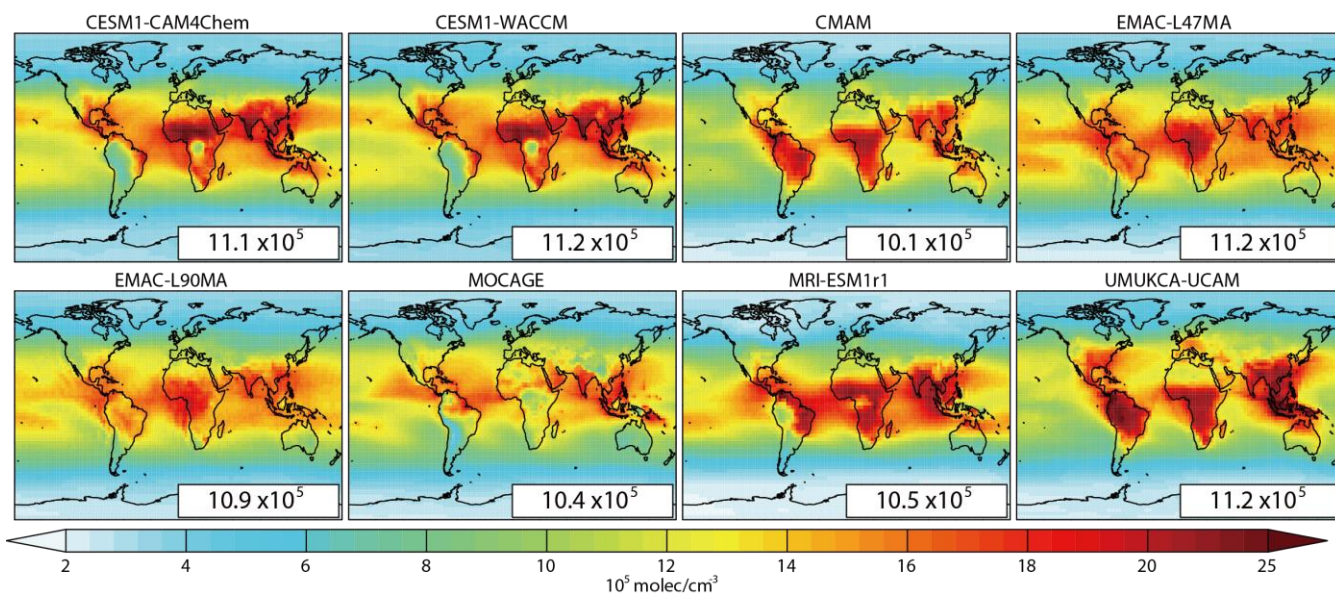 CESM1-CAM4Chem CESM1-WACCM CMAM EMAC-L47MA
11.1 x10⁵ 11.2 x10⁵ 10.1 x10⁵ 11.2 x10⁵
EMAC-L90MA MOCAGE MRI-ESM1r1 UMUKCA-UCAM
10.9 x10⁵ 10.4 x10⁵ 10.5 x10⁵ 11.2 x10⁵
2 4 6 8 10 12 14 16 18 20 25
10⁵ molec/cm⁻³